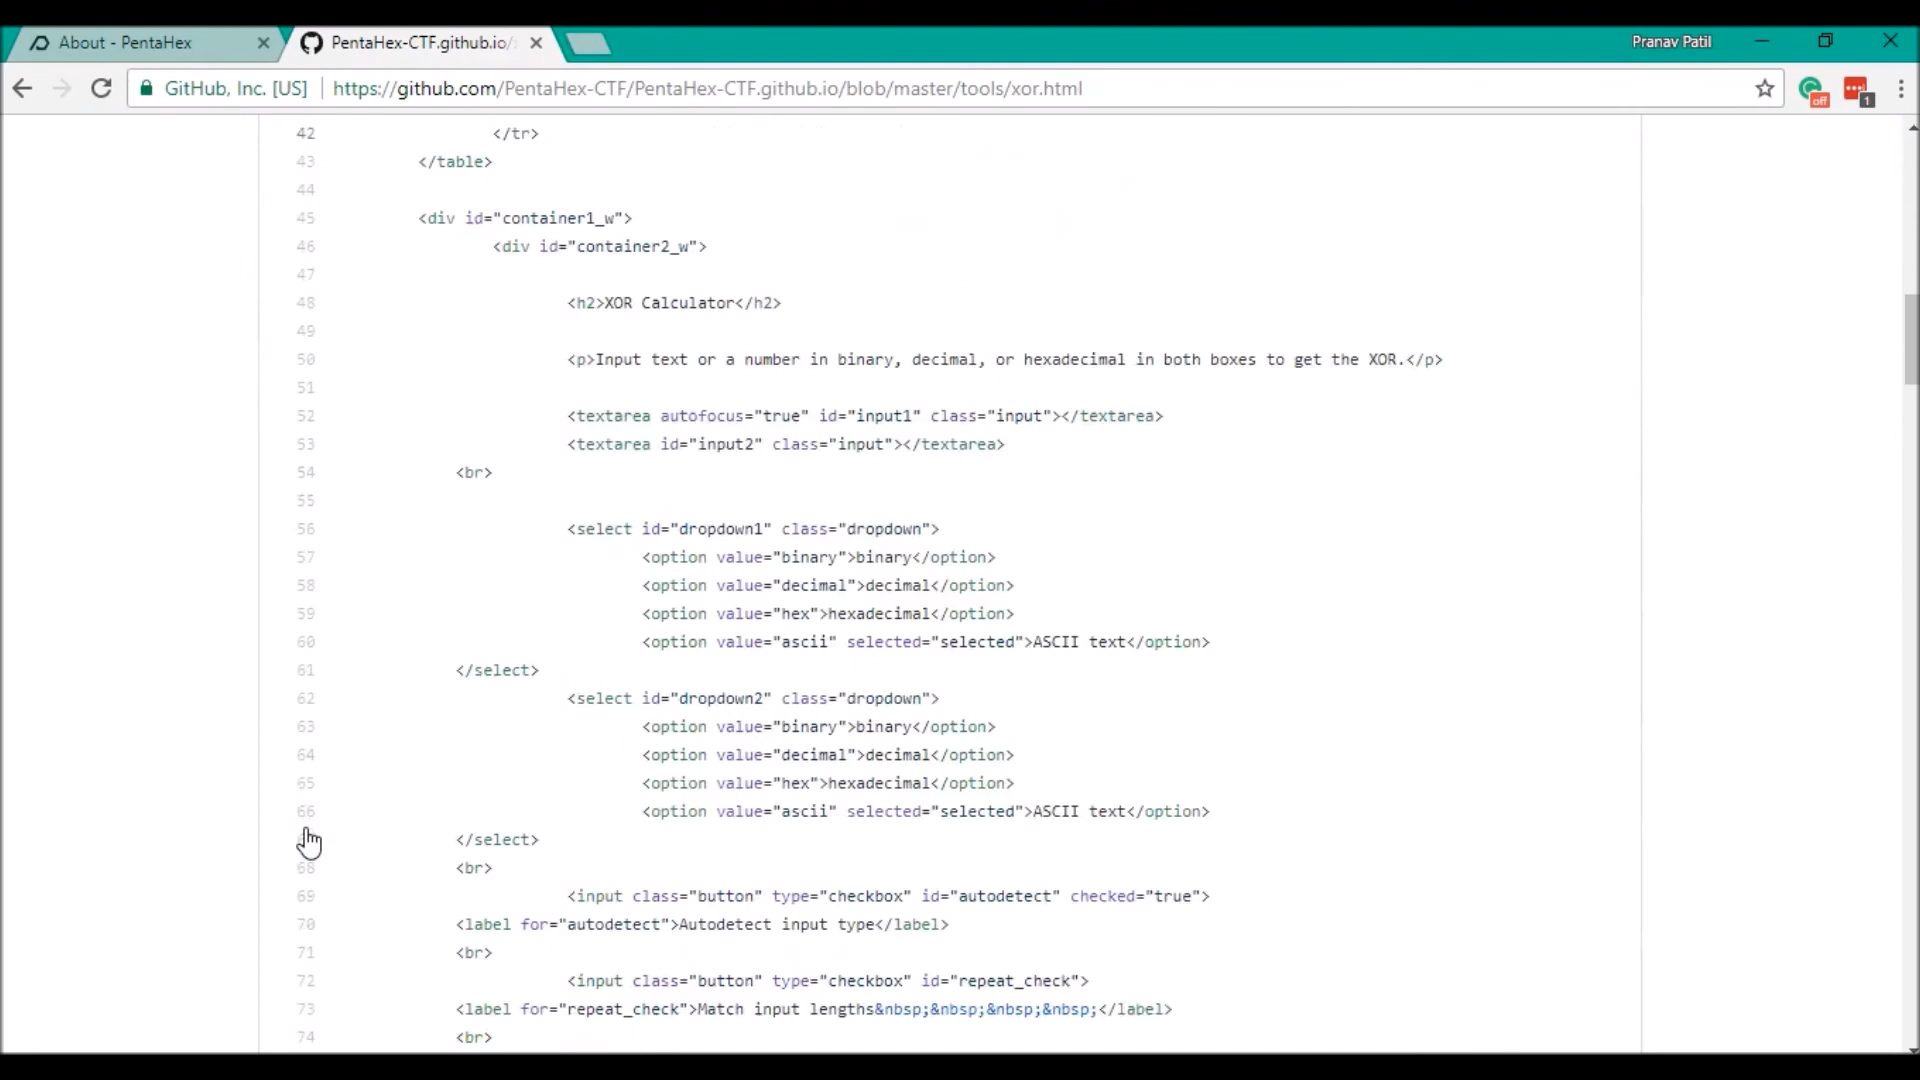 About - PentaHex
PentaHex-CTF.github.io/
Pranav Patil
GitHub, Inc. [US] https://github.com/PentaHex-CTF/PentaHex-CTF.github.io/blob/master/tools/xor.html
off
1
42 </tr>
43 </table>
44
45 <div id="container1_w">
46 <div id="container2_w">
47
48 <h2>XOR Calculator</h2>
49
50 <p>Input text or a number in binary, decimal, or hexadecimal in both boxes to get the XOR.</p>
51
52 <textarea autofocus="true" id="input1" class="input"></textarea>
53 <textarea id="input2" class="input"></textarea>
54 <br>
55
56 <select id="dropdown1" class="dropdown">
57 <option value="binary">binary</option>
58 <option value="decimal">decimal</option>
59 <option value="hex">hexadecimal</option>
60 <option value="ascii" selected="selected">ASCII text</option>
61 </select>
62 <select id="dropdown2" class="dropdown">
63 <option value="binary">binary</option>
64 <option value="decimal">decimal</option>
65 <option value="hex">hexadecimal</option>
66 <option value="ascii" selected="selected">ASCII text</option>
</select>
68 <br>
69 <input class="button" type="checkbox" id="autodetect" checked="true">
70 <label for="autodetect">Autodetect input type</label>
71 <br>
72 <input class="button" type="checkbox" id="repeat_check">
73 <label for="repeat_check">Match input lengths&nbsp;&nbsp;&nbsp;&nbsp;</label>
74 <br>